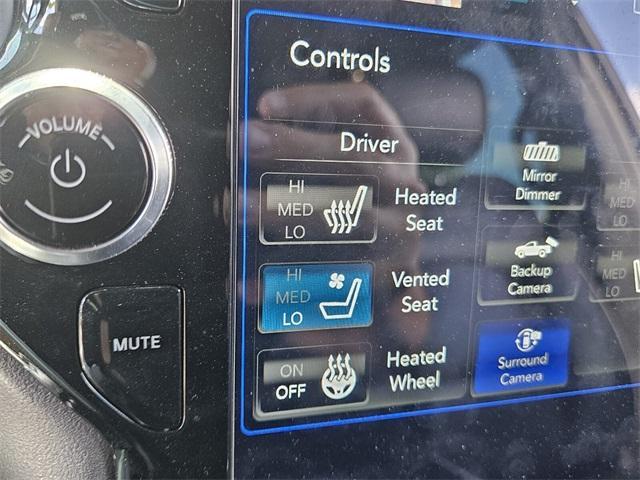 Controls
VOLUME
Driver
HI
MED
LO
Heated
Seat
Mirror
Dimmer
HI
MED
LO
HI
MED
LO
Vented
Seat
Backup
Camera
HI
MED
LO
MUTE
ON
OFF
Heated
Wheel
Surround
Camera